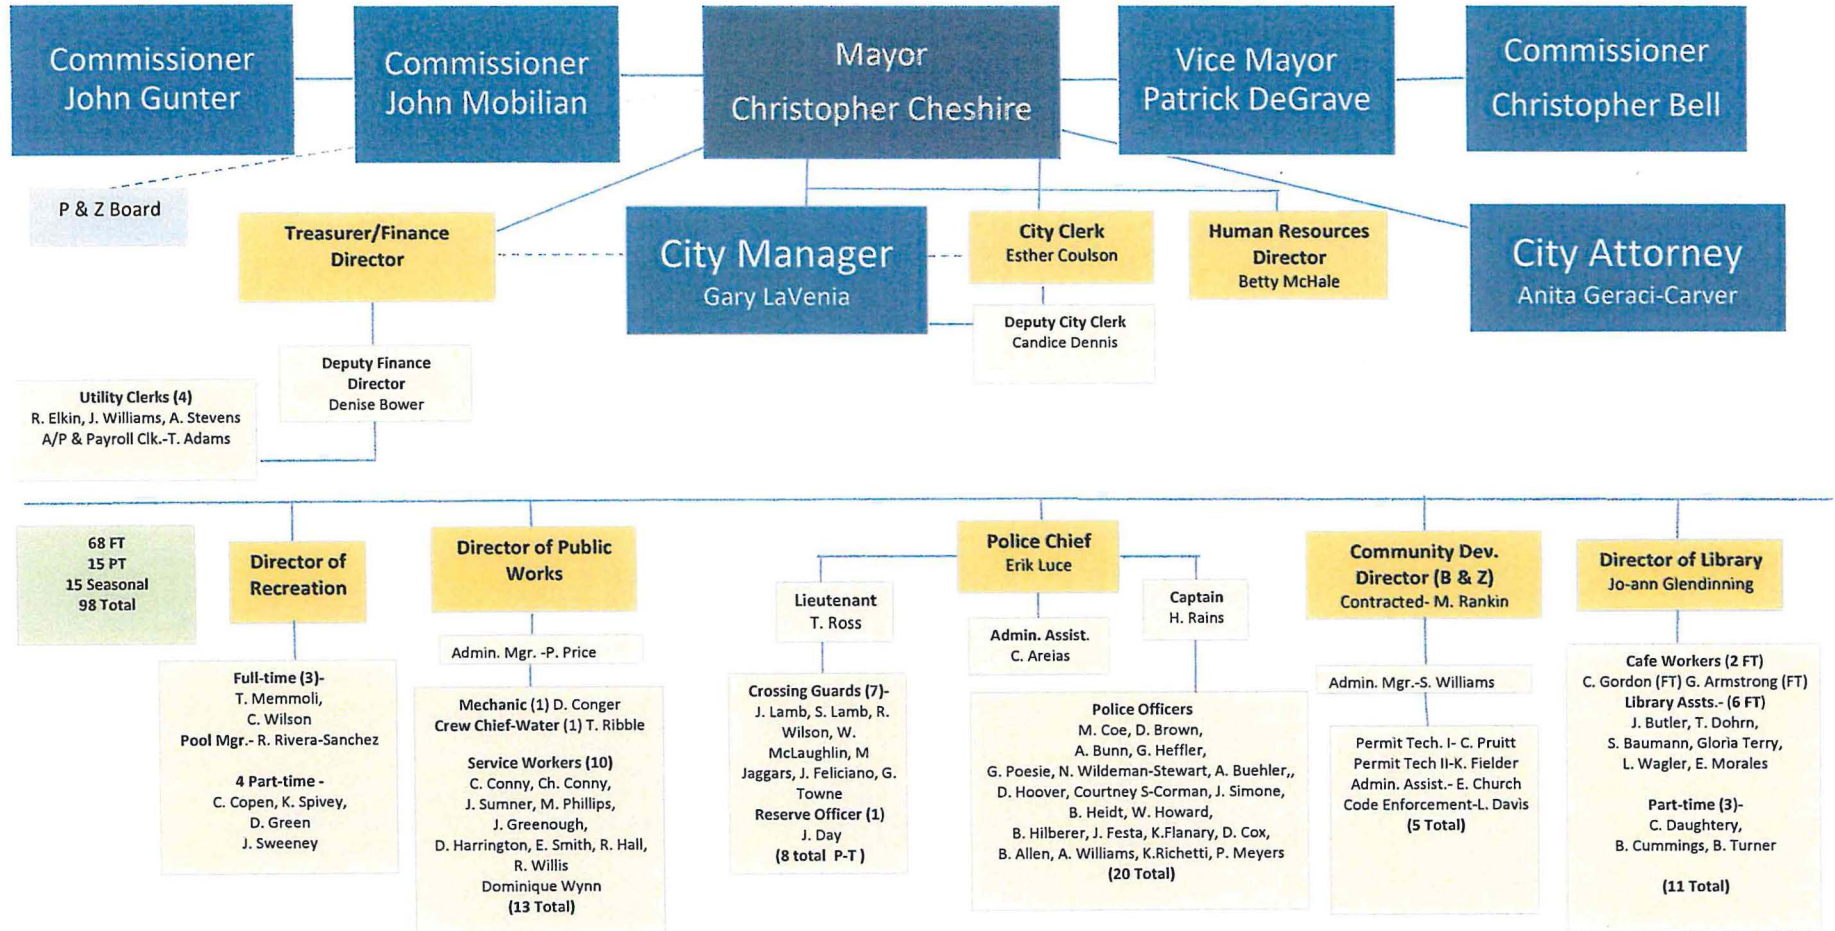 Commissioner
John Gunter
Commissioner
John Mobilian
Mayor
Christopher Cheshire
Vice Mayor
Patrick DeGrave
Commissioner
Christopher Bell
P & Z Board
Treasurer/Finance
Director
City Manager
Gary LaVenia
City Clerk
Esther Coulson
Human Resources
Director
Betty McHale
City Attorney
Anita Geraci-Carver
Deputy City Clerk
Candice Dennis
Deputy Finance
Director
Denise Bower
Utility Clerks (4)
R. Elkin, J. Williams, A. Stevens
A/P & Payroll Clk.-T. Adams
68 FT
15 PT
15 Seasonal
98 Total
Director of
Recreation
Full-time (3)-
T. Memmoli,
C. Wilson
Pool Mgr.- R. Rivera-Sanchez
4 Part-time -
C. Copen, K. Spivey,
D. Green
J. Sweeney
Director of Public
Works
Admin. Mgr. -P. Price
Mechanic (1) D. Conger
Crew Chief-Water (1) T. Ribble
Service Workers (10)
C. Conny, Ch. Conny,
J. Sumner, M. Phillips,
J. Greenough,
D. Harrington, E. Smith, R. Hall,
R. Willis
Dominique Wynn
(13 Total)
Police Chief
Erik Luce
Lieutenant
T. Ross
Crossing Guards (7)-
J. Lamb, S. Lamb, R.
Wilson, W.
McLaughlin, M
Jaggars, J. Feliciano, G.
Towne
Reserve Officer (1)
J. Day
(8 total P-T )
Admin. Assist.
C. Areias
Captain
H. Rains
Police Officers
M. Coe, D. Brown,
A. Bunn, G. Heffler,
G. Poesie, N. Wildeman-Stewart, A. Buehler,,
D. Hoover, Courtney S-Corman, J. Simone,
B. Heidt, W. Howard,
B. Hilberer, J. Festa, K.Flanary, D. Cox,
B. Allen, A. Williams, K.Richetti, P. Meyers
(20 Total)
Community Dev.
Director (B & Z)
Contracted- M. Rankin
Admin. Mgr.-S. Williams
Permit Tech. I- C. Pruitt
Permit Tech II-K. Fielder
Admin. Assist.- E. Church
Code Enforcement-L. Davis
(5 Total)
Director of Library
Jo-ann Glendinning
Cafe Workers (2 FT)
C. Gordon (FT) G. Armstrong (FT)
Library Assts.- (6 FT)
J. Butler, T. Dohrn,
S. Baumann, Gloria Terry,
L. Wagler, E. Morales
Part-time (3)-
C. Daughtery,
B. Cummings, B. Turner
(11 Total)